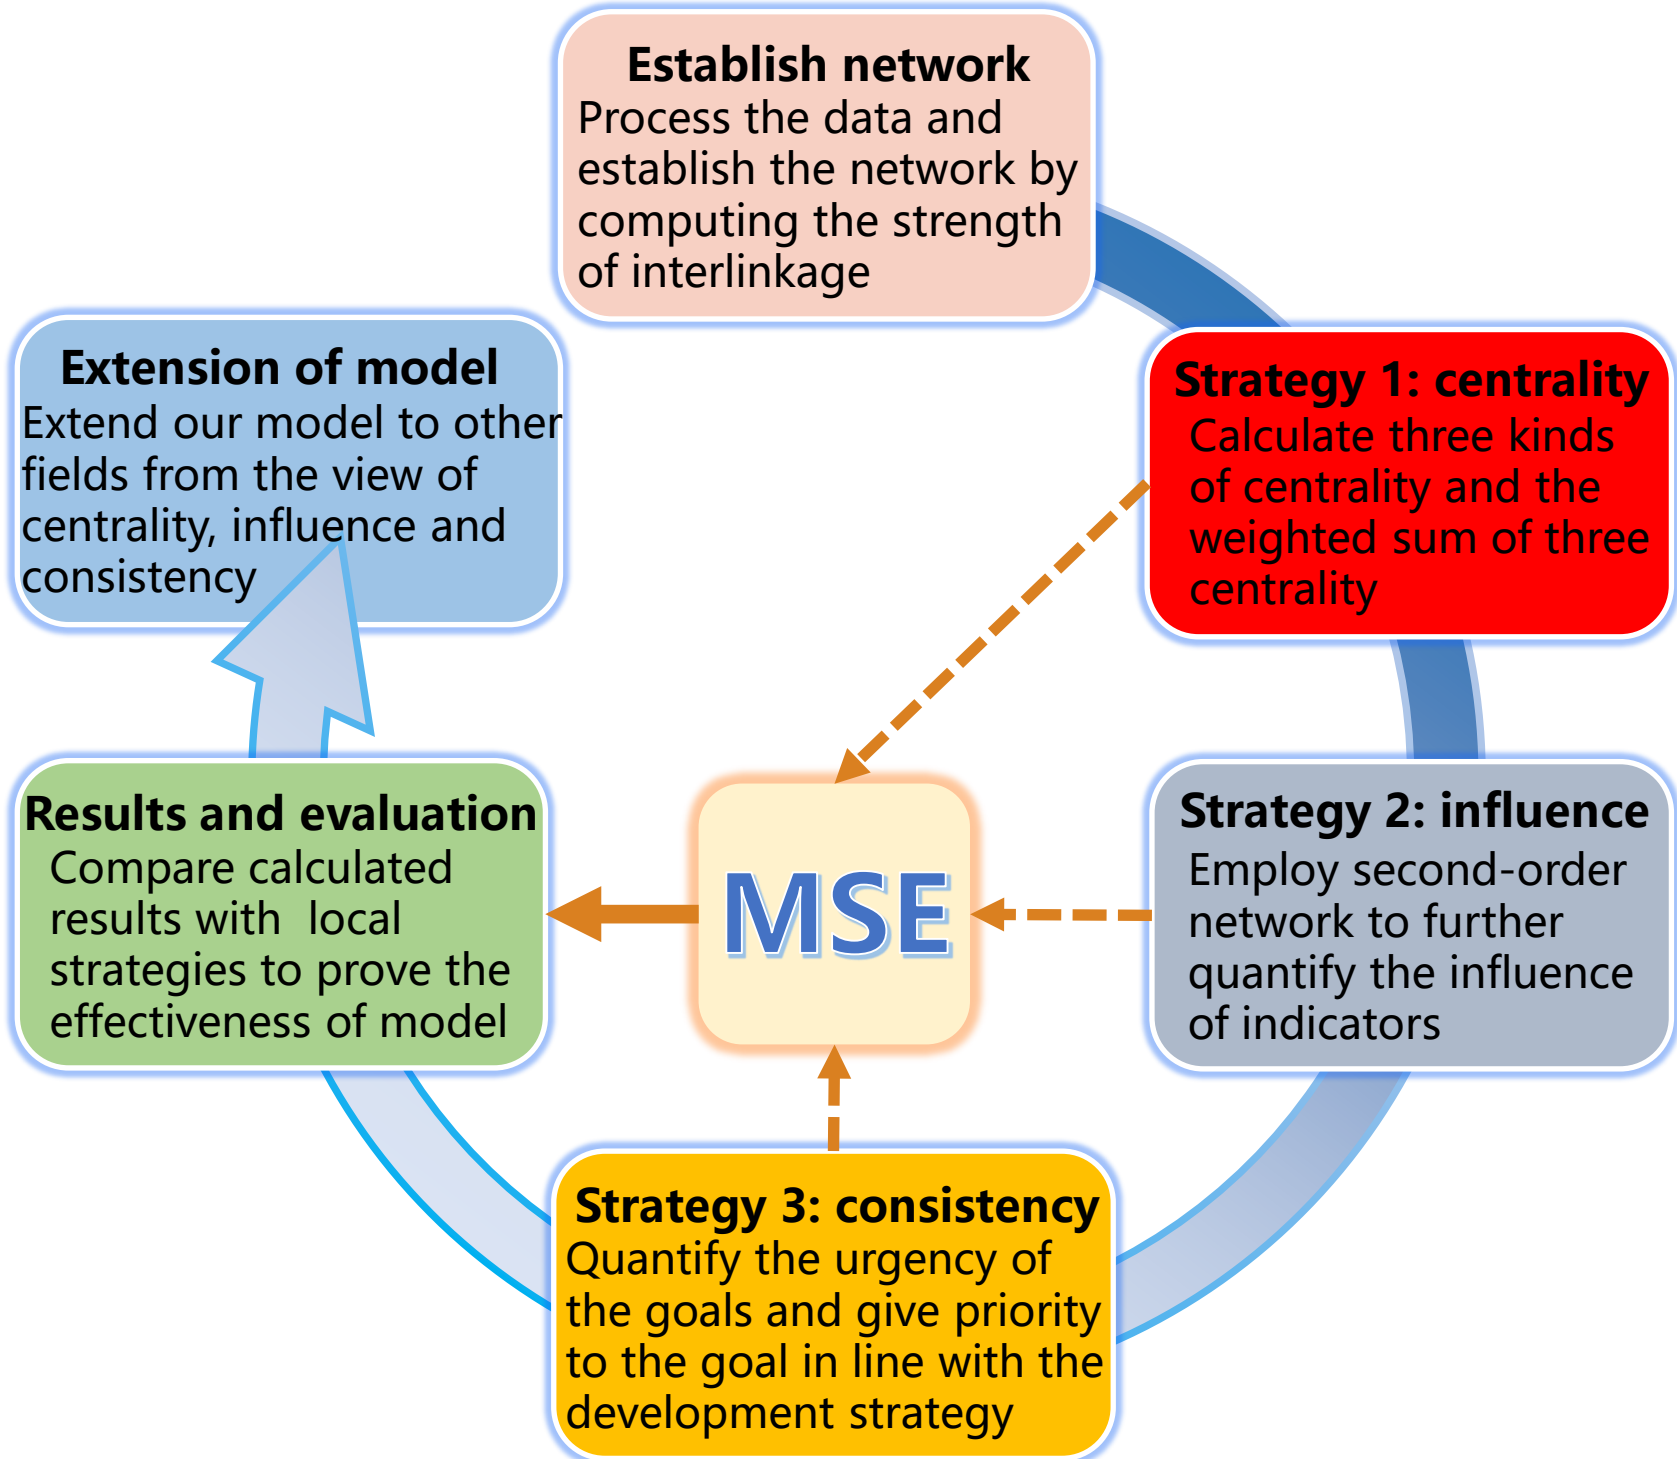 Establish network
Process the data and
establish the network by
computing the strength
of interlinkage
Strategy 1: centrality
Calculate three kinds
of centrality and the
weighted sum of three
centrality
Strategy 2: influence
Employ second-order
network to further
quantify the influence
of indicators
Strategy 3: consistency
Quantify the urgency of
the goals and give priority
to the goal in line with the
development strategy
MSE
Results and evaluation
Compare calculated
results with  local
strategies to prove the
effectiveness of model
Extension of model
Extend our model to other
fields from the view of
centrality, influence and
consistency